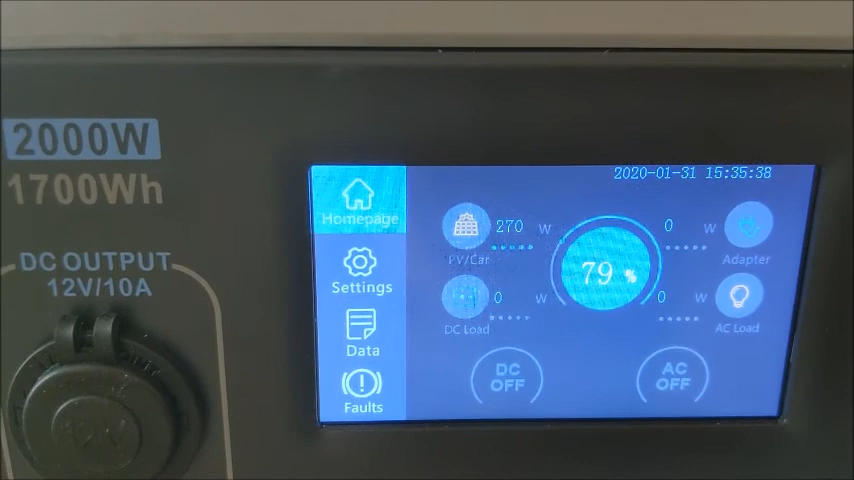 2000W
1700Wh
DC OUTPUT
12V/10A
12V
2020-01-31 15:35:38
Homepage
Settings
Data
Faults
270 W
PV/Car
0 W
DC Load
79 %
0 W
Adapter
0 W
AC Load
DC
OFF
AC
OFF